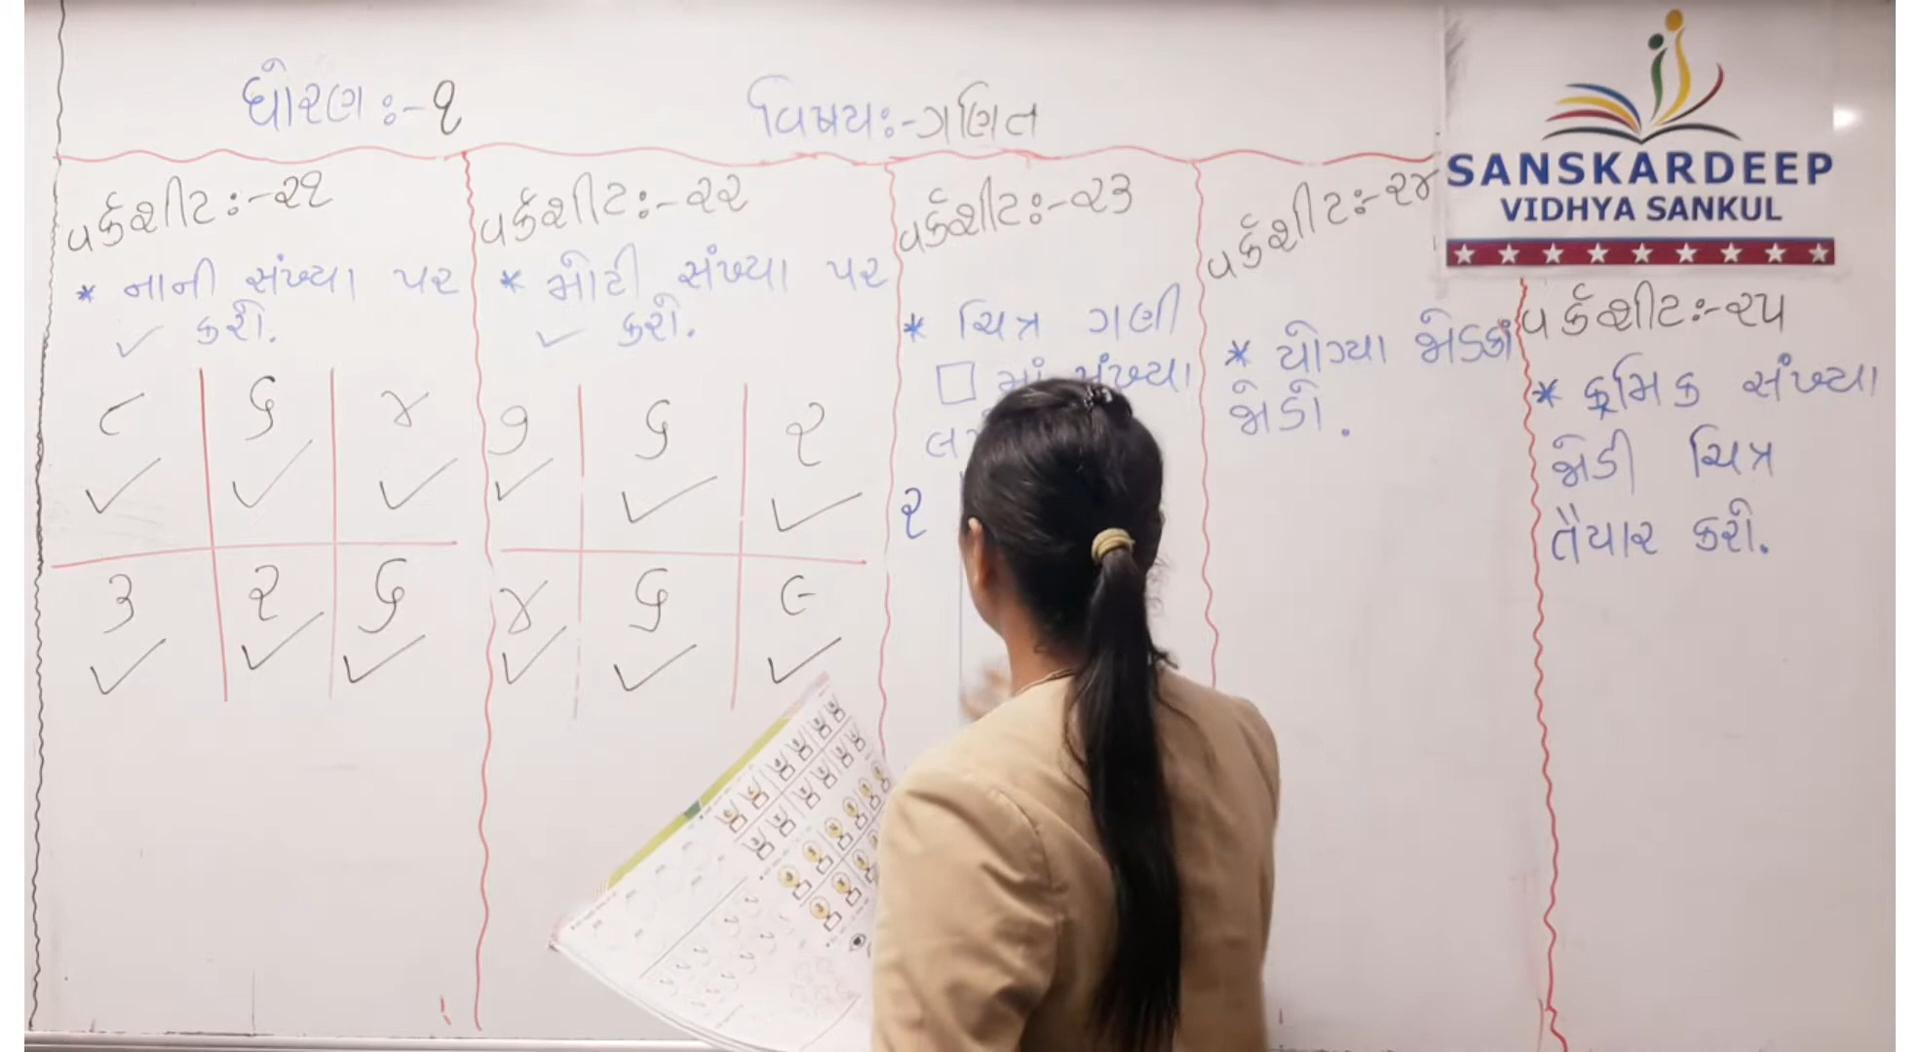 ધોરણ:-૧
વિષય:-ગણિત
વર્કશીટ:-૨૧
* નાની સંખ્યા પર
✓ કરો.
૮ ૬ ૪
✓ ✓ ✓
૩ ૨ ૬
✓ ✓ ✓
વર્કશીટ:-૨૨
* મોટી સંખ્યા પર
✓ કરો.
૭ ૬ ૨
✓ ✓ ✓
૪ ૬ ૯
✓ ✓ ✓
વર્કશીટ:-૨૩
* ચિત્ર ગણી
□ માં સંખ્યા
૨
વર્કશીટ:-૨૪
* યોગ્યા જોડકાં
જોડો.
વર્કશીટ:-૨૫
* ક્રમિક સંખ્યા
જોડી ચિત્ર
તૈયાર કરો.
SANSKARDEEP
VIDHYA SANKUL